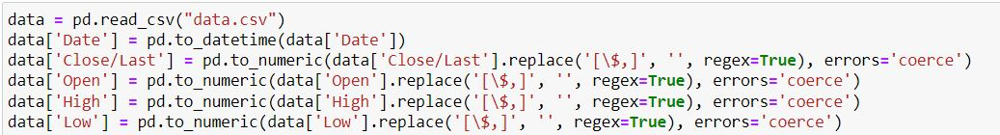 data = pd.read_csv("data.csv")
data['Date'] = pd.to_datetime(data['Date'])
data['Close/Last'] = pd.to_numeric(data['Close/Last'].replace('[\$,]', '', regex=True), errors='coerce')
data['Open'] = pd.to_numeric(data['Open'].replace('[\$,]', '', regex=True), errors='coerce')
data['High'] = pd.to_numeric(data['High'].replace('[\$,]', '', regex=True), errors='coerce')
data['Low'] = pd.to_numeric(data['Low'].replace('[\$,]', '', regex=True), errors='coerce')